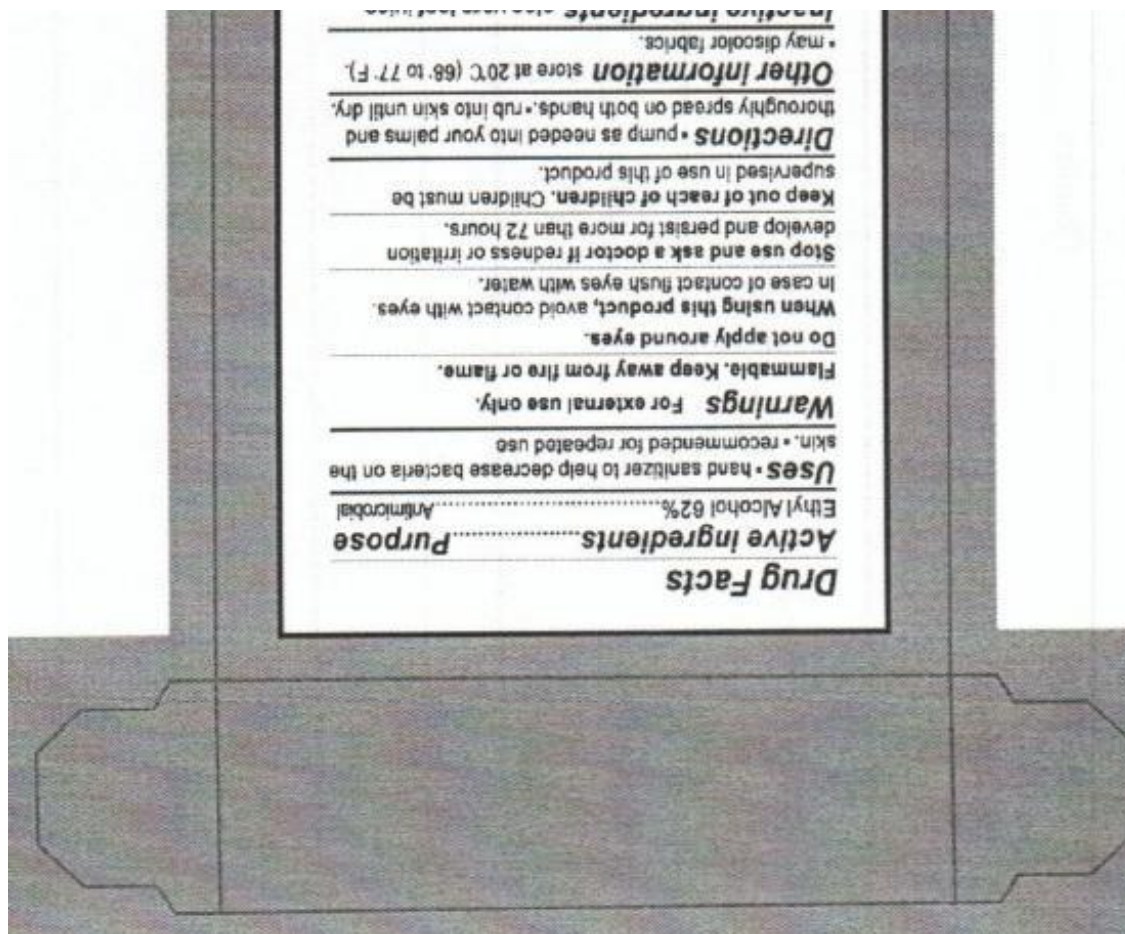 Drug Facts
Active ingredients....................Purpose
Ethyl Alcohol 62%................................Antimicrobial
Uses • hand sanitizer to help decrease bacteria on the
skin. • recommended for repeated use
Warnings For external use only.
Flammable. Keep away from fire or flame.
Do not apply around eyes.
When using this product, avoid contact with eyes.
In case of contact flush eyes with water.
Stop use and ask a doctor if redness or irritation
develop and persist for more than 72 hours.
Keep out of reach of children. Children must be
supervised in use of this product.
Directions • pump as needed into your palms and
thoroughly spread on both hands. • rub into skin until dry.
Other information store at 20°C (68° to 77° F).
• may discolor fabrics.
Inactive ingredients aloe vera leaf juice